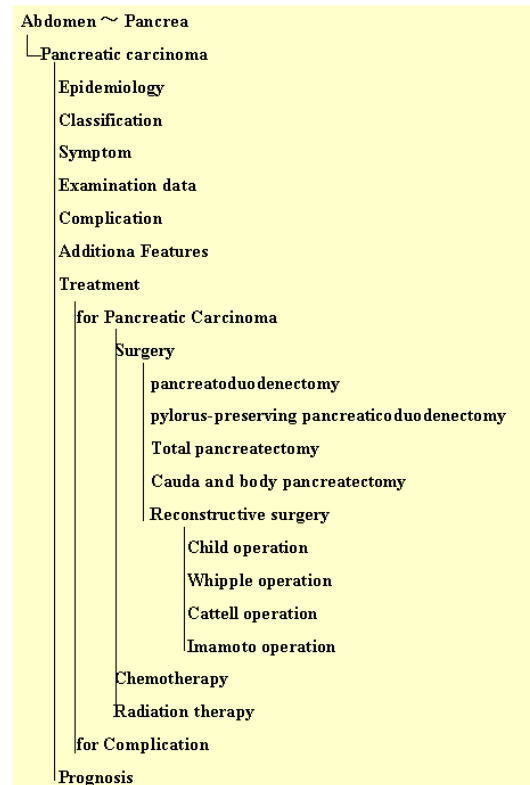 Abdomen ～ Pancrea
Pancreatic carcinoma
Epidemiology
Classification
Symptom
Examination data
Complication
Additiona Features
Treatment
for Pancreatic Carcinoma
Surgery
pancreatoduodenectomy
pylorus-preserving pancreaticoduodenectomy
Total pancreatectomy
Cauda and body pancreatectomy
Reconstructive surgery
Child operation
Whipple operation
Cattell operation
Imamoto operation
Chemotherapy
Radiation therapy
for Complication
Prognosis